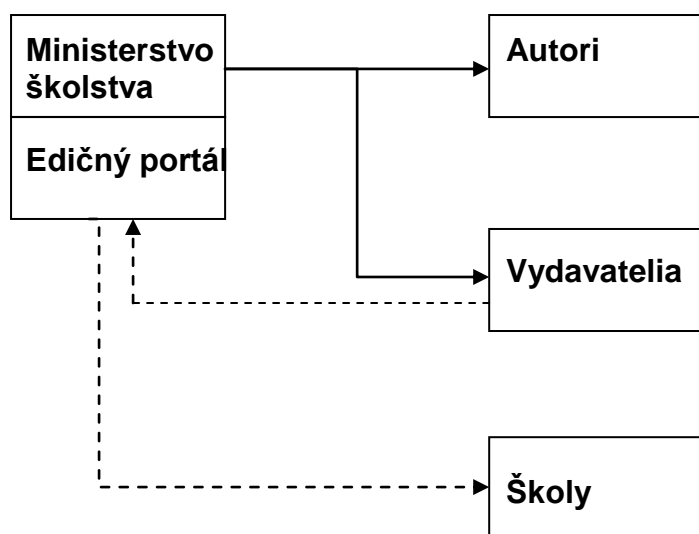 Ministerstvo
školstva
Autori
Edičný portál
Vydavatelia
Školy